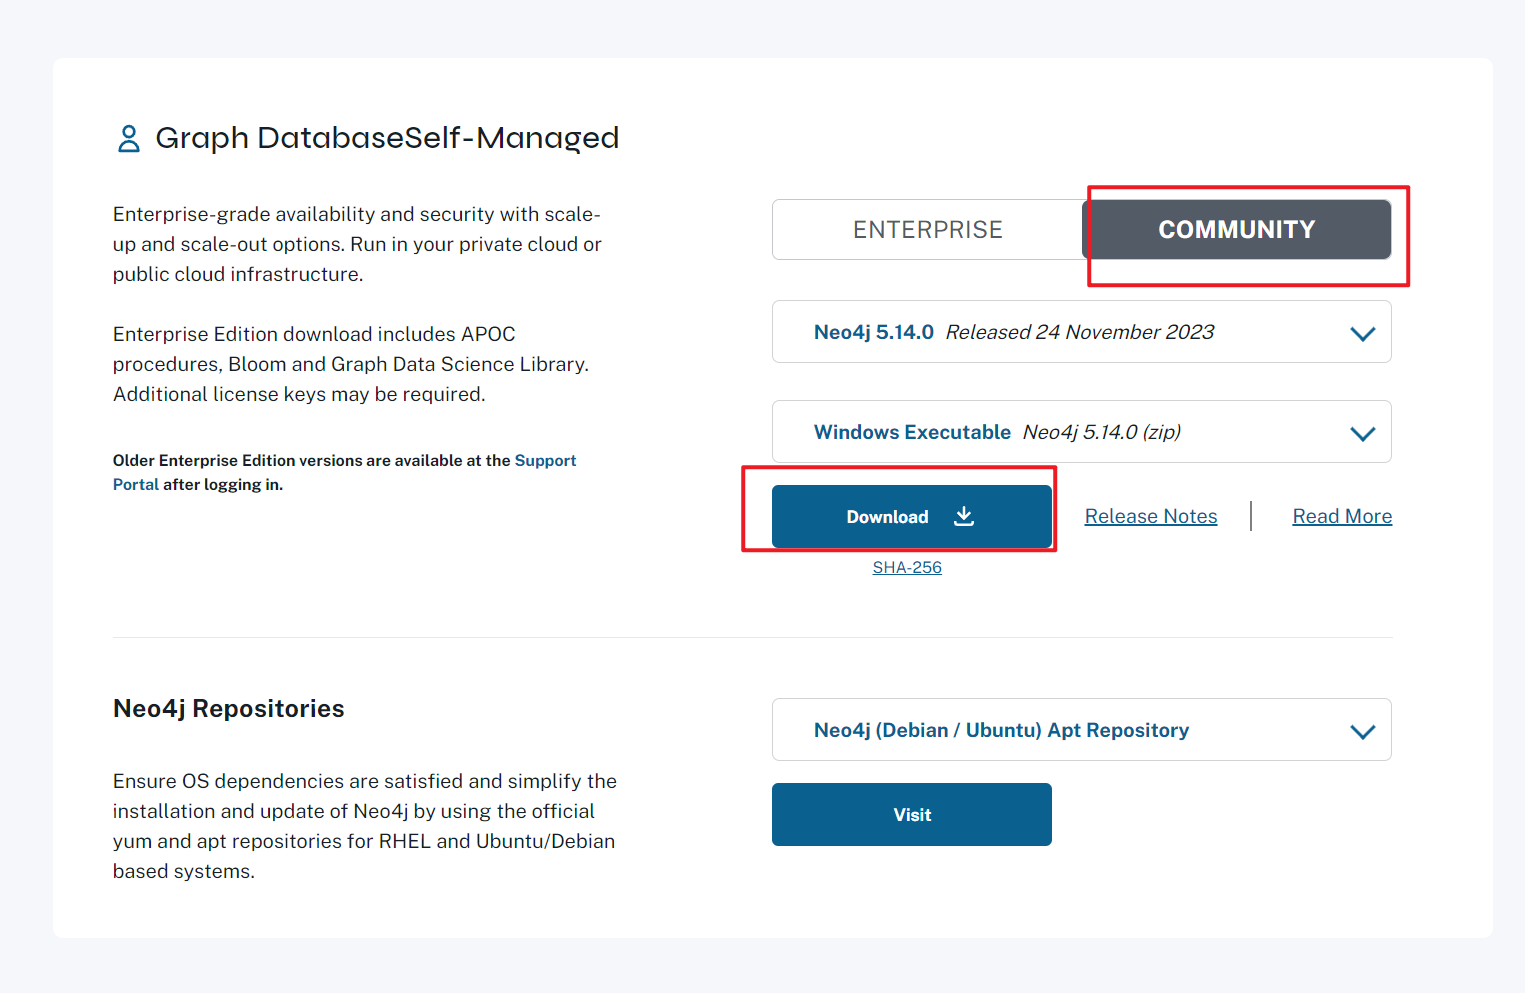 Graph DatabaseSelf-Managed
Enterprise-grade availability and security with scale-
up and scale-out options. Run in your private cloud or
public cloud infrastructure.
Enterprise Edition download includes APOC
procedures, Bloom and Graph Data Science Library.
Additional license keys may be required.
Older Enterprise Edition versions are available at the Support
Portal after logging in.
ENTERPRISE
COMMUNITY
Neo4j 5.14.0 Released 24 November 2023
Windows Executable Neo4j 5.14.0 (zip)
Download
Release Notes
Read More
SHA-256
Neo4j Repositories
Ensure OS dependencies are satisfied and simplify the
installation and update of Neo4j by using the official
yum and apt repositories for RHEL and Ubuntu/Debian
based systems.
Neo4j (Debian / Ubuntu) Apt Repository
Visit